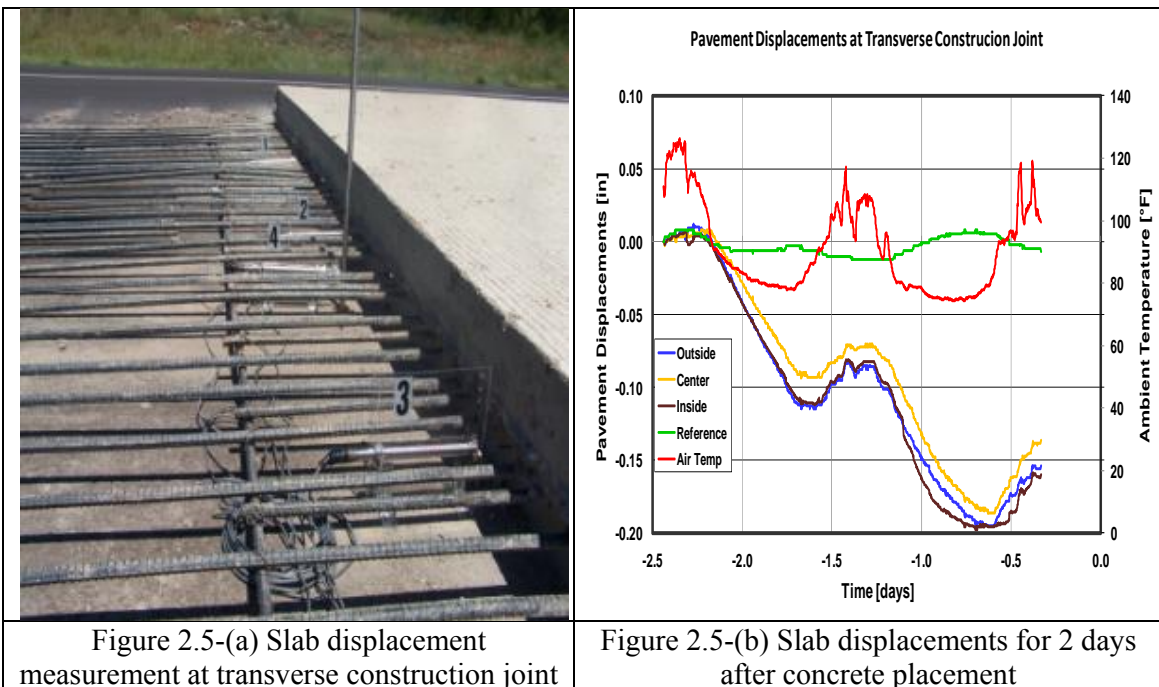 1
2
4
3
Figure 2.5-(a) Slab displacement
measurement at transverse construction joint
Pavement Displacements at Transverse Construcion Joint
0.10
0.05
0.00
-0.05
-0.10
-0.15
-0.20
Pavement Displacements [in]
Outside
Center
Inside
Reference
Air Temp
140
120
100
80
60
40
20
0
Ambient Temperature [°F]
-2.5 -2.0 -1.5 -1.0 -0.5 0.0
Time [days]
Figure 2.5-(b) Slab displacements for 2 days
after concrete placement